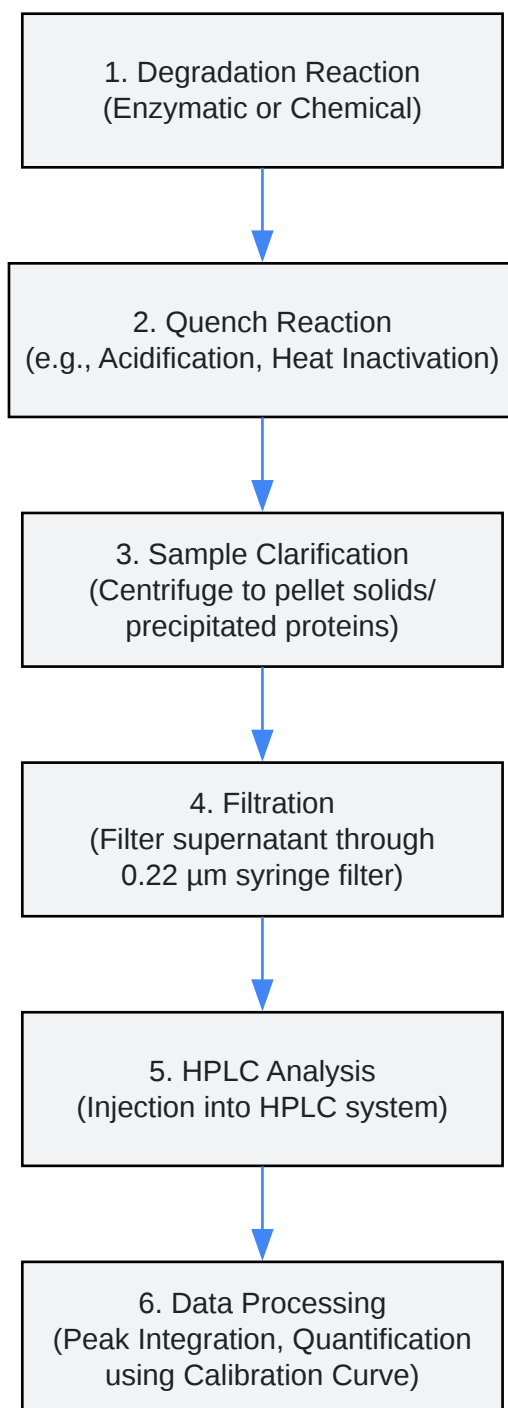 1. Degradation Reaction
(Enzymatic or Chemical)
2. Quench Reaction
(e.g., Acidification, Heat Inactivation)
3. Sample Clarification
(Centrifuge to pellet solids/
precipitated proteins)
4. Filtration
(Filter supernatant through
0.22 µm syringe filter)
5. HPLC Analysis
(Injection into HPLC system)
6. Data Processing
(Peak Integration, Quantification
using Calibration Curve)